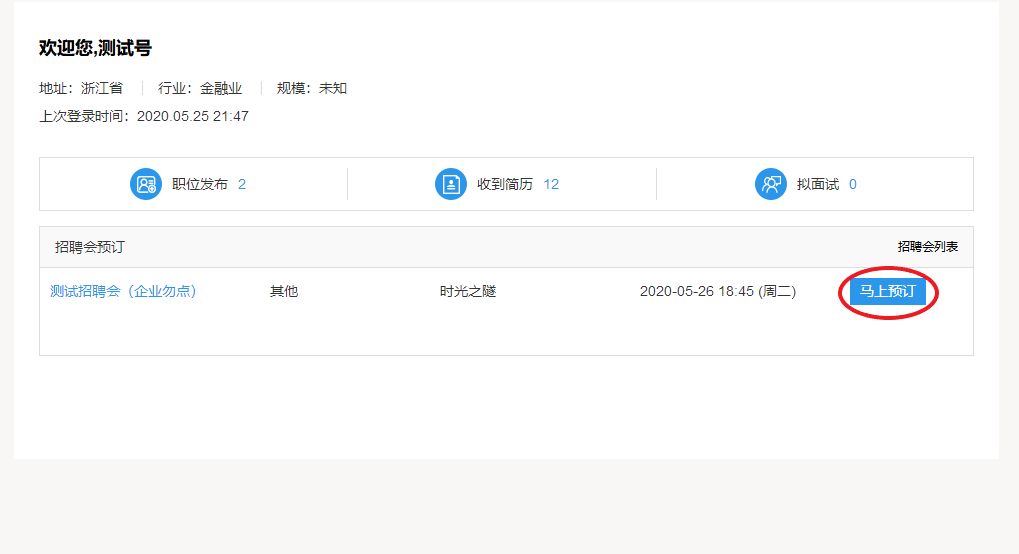 欢迎您,测试号
地址：浙江省 行业：金融业 规模：未知
上次登录时间：2020.05.25 21:47
职位发布 2 收到简历 12 拟面试 0
招聘会预订 招聘会列表
测试招聘会（企业勿点） 其他 时光之隧 2020-05-26 18:45 (周二) 马上预订